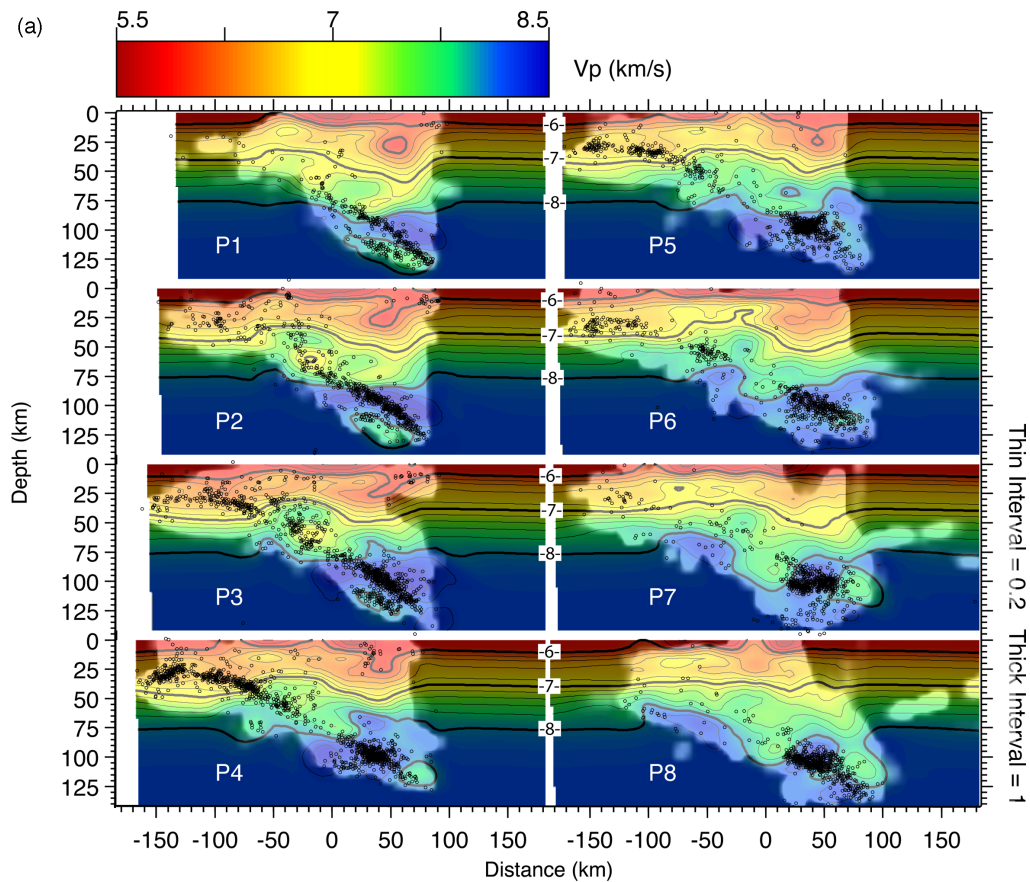 (a)
5.5 7 8.5
Vp (km/s)
0 25 50 75 100 125
P1
-6 -7 -8
P5
0 25 50 75 100 125
P2
-6 -7 -8
P6
0 25 50 75 100 125
P3
-6 -7 -8
P7
0 25 50 75 100 125
P4
-6 -7 -8
P8
Depth (km)
-150 -100 -50 0 50 100 150 -150 -100 -50 0 50 100 150
Distance (km)
Thin Interval = 0.2 Thick Interval = 1